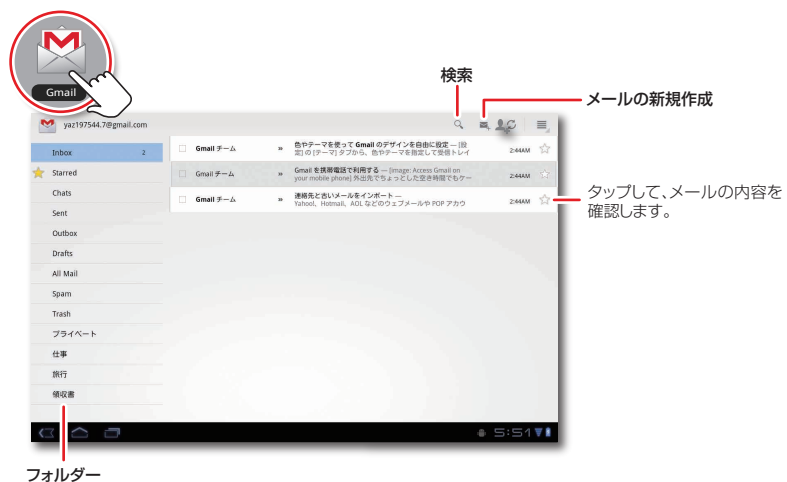 Gmail
検索
メールの新規作成
yaz197544.7@gmail.com
Inbox 2
Starred
Chats
Sent
Outbox
Drafts
All Mail
Spam
Trash
プライベート
仕事
旅行
領収書
Gmail チーム » 色やテーマを使って Gmail のデザインを自由に設定 — [設
定] の [テーマ] タブから、色やテーマを指定して受信トレイ 2:44AM
Gmail チーム » Gmail を携帯電話で利用する — [image: Access Gmail on
your mobile phone] 外出先でちょっとした空き時間でもケー 2:44AM
Gmail チーム » 連絡先と古いメールをインポート —
Yahoo!、Hotmail、AOL などのウェブメールや POP アカウ 2:44AM
タップして、メールの内容を
確認します。
5:51
フォルダー